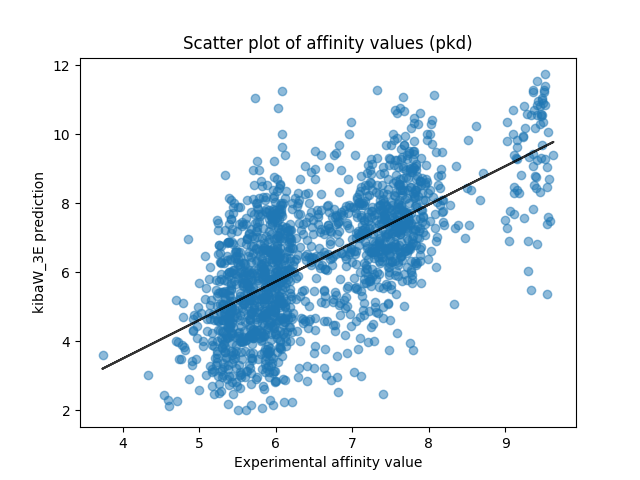 Scatter plot of affinity values (pkd)
12
10
8
6
4
2
kibaW_3E prediction
4 5 6 7 8 9
Experimental affinity value